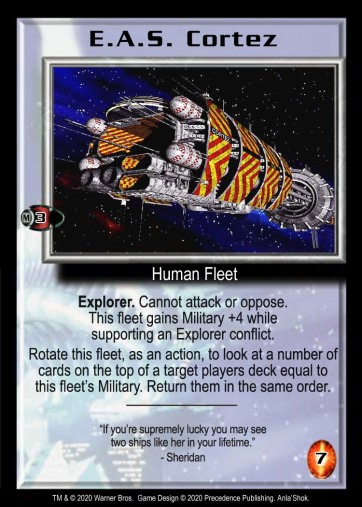 E.A.S. Cortez
CORTEZ
M 3
Human Fleet
Explorer. Cannot attack or oppose.
This fleet gains Military +4 while
supporting an Explorer conflict.
Rotate this fleet, as an action, to look at a number of
cards on the top of a target players deck equal to
this fleet's Military. Return them in the same order.
"If you're supremely lucky you may see
two ships like her in your lifetime."
- Sheridan
7
TM & © 2020 Warner Bros. Game Design © 2020 Precedence Publishing. Anla'Shok.